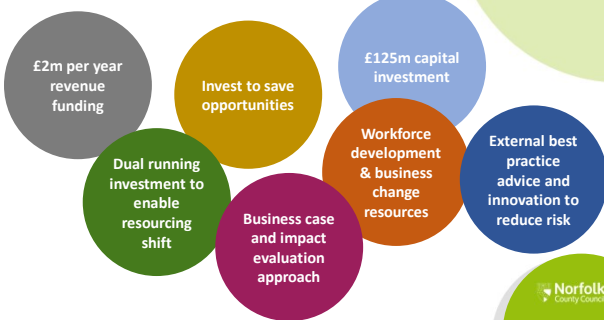 £2m per year
revenue
funding
Invest to save
opportunities
£125m capital
investment
Dual running
investment to
enable
resourcing
shift
Business case
and impact
evaluation
approach
Workforce
development
& business
change
resources
External best
practice
advice and
innovation to
reduce risk
Norfolk
County Council